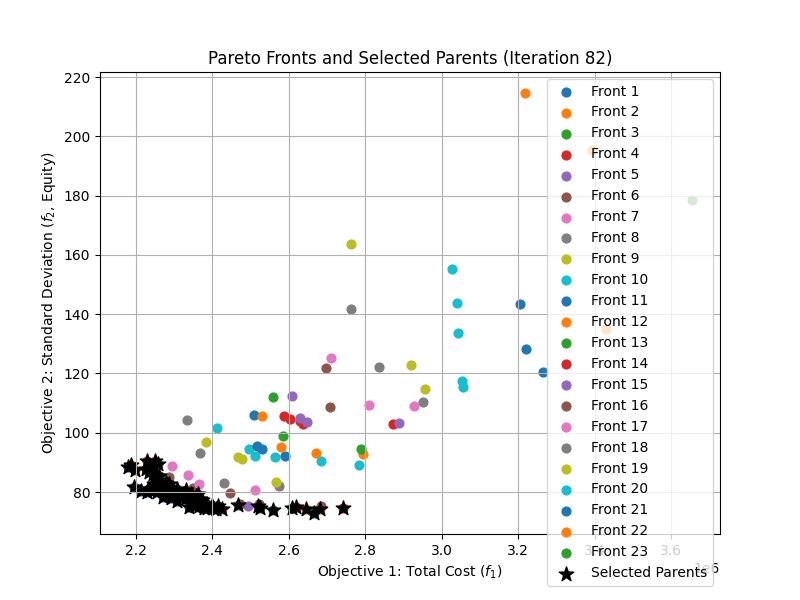 Pareto Fronts and Selected Parents (Iteration 82)
Objective 2: Standard Deviation (f₂, Equity)
220
200
180
160
140
120
100
80
2.2
2.4
2.6
2.8
3.0
3.2
3.4
3.6
1e6
Objective 1: Total Cost (f₁)
Front 1
Front 2
Front 3
Front 4
Front 5
Front 6
Front 7
Front 8
Front 9
Front 10
Front 11
Front 12
Front 13
Front 14
Front 15
Front 16
Front 17
Front 18
Front 19
Front 20
Front 21
Front 22
Front 23
Selected Parents